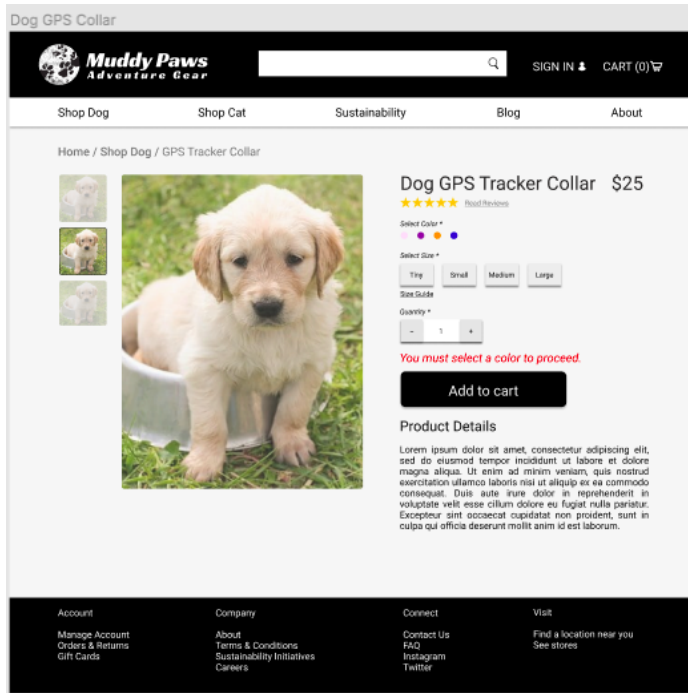 Dog GPS Collar
Muddy Paws
Adventure Gear
SIGN IN
CART (0)
Shop Dog
Shop Cat
Sustainability
Blog
About
Home / Shop Dog / GPS Tracker Collar
Dog GPS Tracker Collar $25
Read Reviews
Select Color *
Select Size *
Tiny
Small
Medium
Large
Size Guide
Quantity *
- 1 +
You must select a color to proceed.
Add to cart
Product Details
Lorem ipsum dolor sit amet, consectetur adipiscing elit,
sed do eiusmod tempor incididunt ut labore et dolore
magna aliqua. Ut enim ad minim veniam, quis nostrud
exercitation ullamco laboris nisi ut aliquip ex ea commodo
consequat. Duis aute irure dolor in reprehenderit in
voluptate velit esse cillum dolore eu fugiat nulla pariatur.
Excepteur sint occaecat cupidatat non proident, sunt in
culpa qui officia deserunt mollit anim id est laborum.
Account
Manage Account
Orders & Returns
Gift Cards
Company
About
Terms & Conditions
Sustainability Initiatives
Careers
Connect
Contact Us
FAQ
Instagram
Twitter
Visit
Find a location near you
See stores